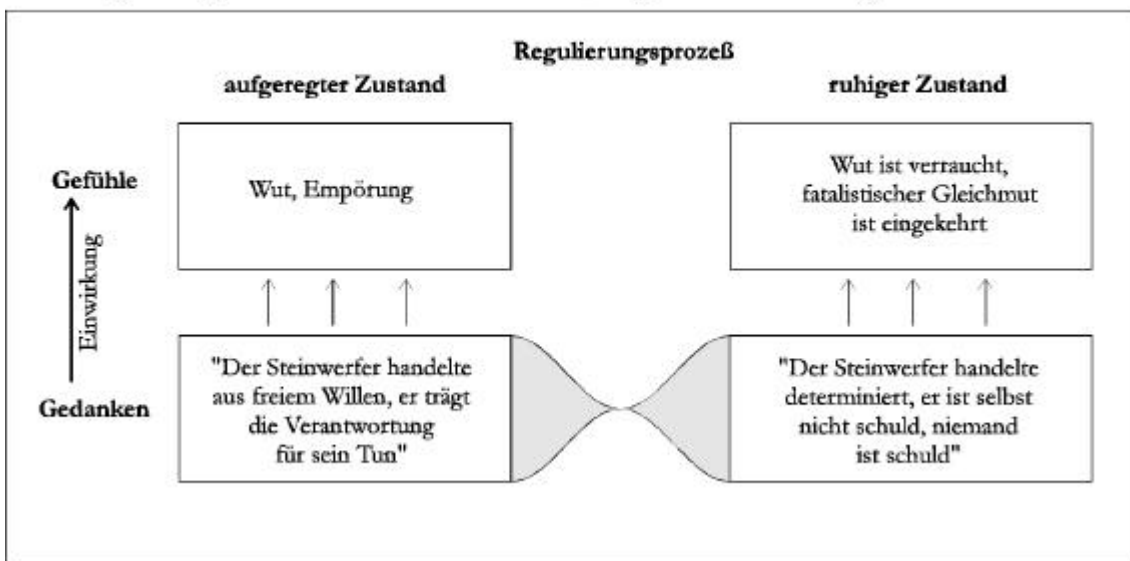 Regulierungsprozeß
aufgeregter Zustand
ruhiger Zustand
Gefühle
Wut, Empörung
Wut ist verraucht,
fatalistischer Gleichmut
ist eingekehrt
Einwirkung
Gedanken
"Der Steinwerfer handelte
aus freiem Willen, er trägt
die Verantwortung
für sein Tun"
"Der Steinwerfer handelte
determiniert, er ist selbst
nicht schuld, niemand
ist schuld"